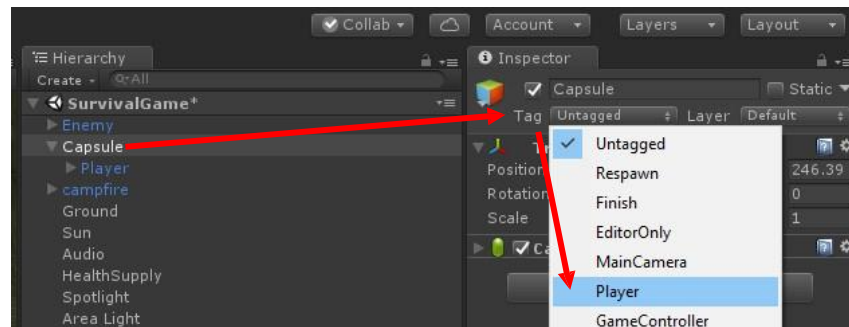 Collab Account Layers Layout
Hierarchy
Create All
SurvivalGame*
Enemy
Capsule
Player
campfire
Ground
Sun
Audio
HealthSupply
Spotlight
Area Light
Inspector
Capsule Static
Tag Untagged Layer Default
Position 246.39
Rotation 0
Scale 1
Untagged
Respawn
Finish
EditorOnly
MainCamera
Player
GameController